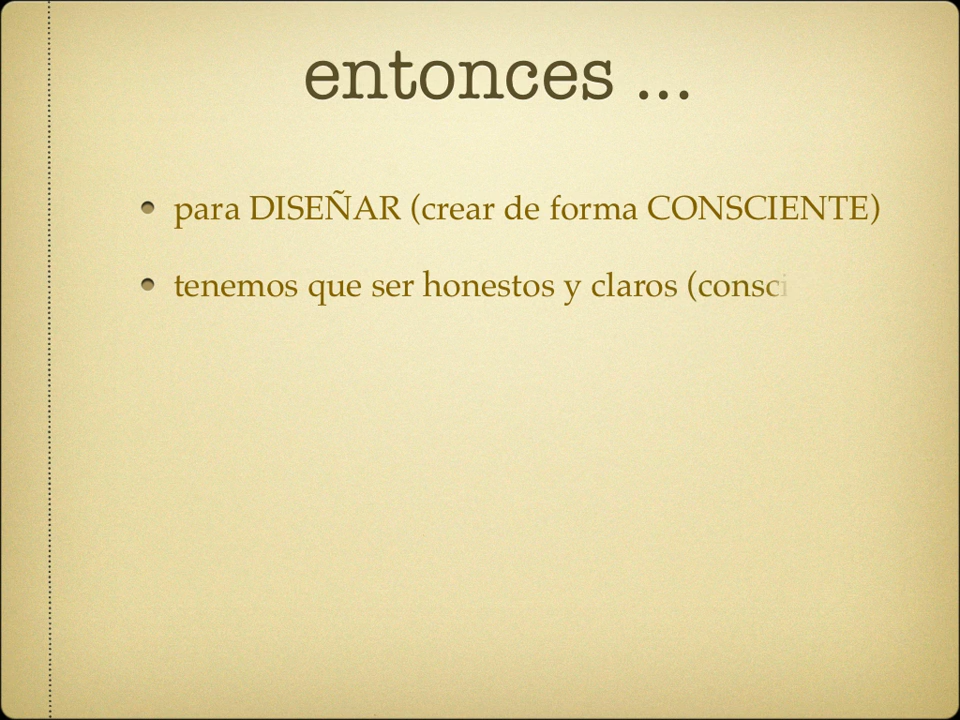 entonces ...
• para DISEÑAR (crear de forma CONSCIENTE)
• tenemos que ser honestos y claros (consci